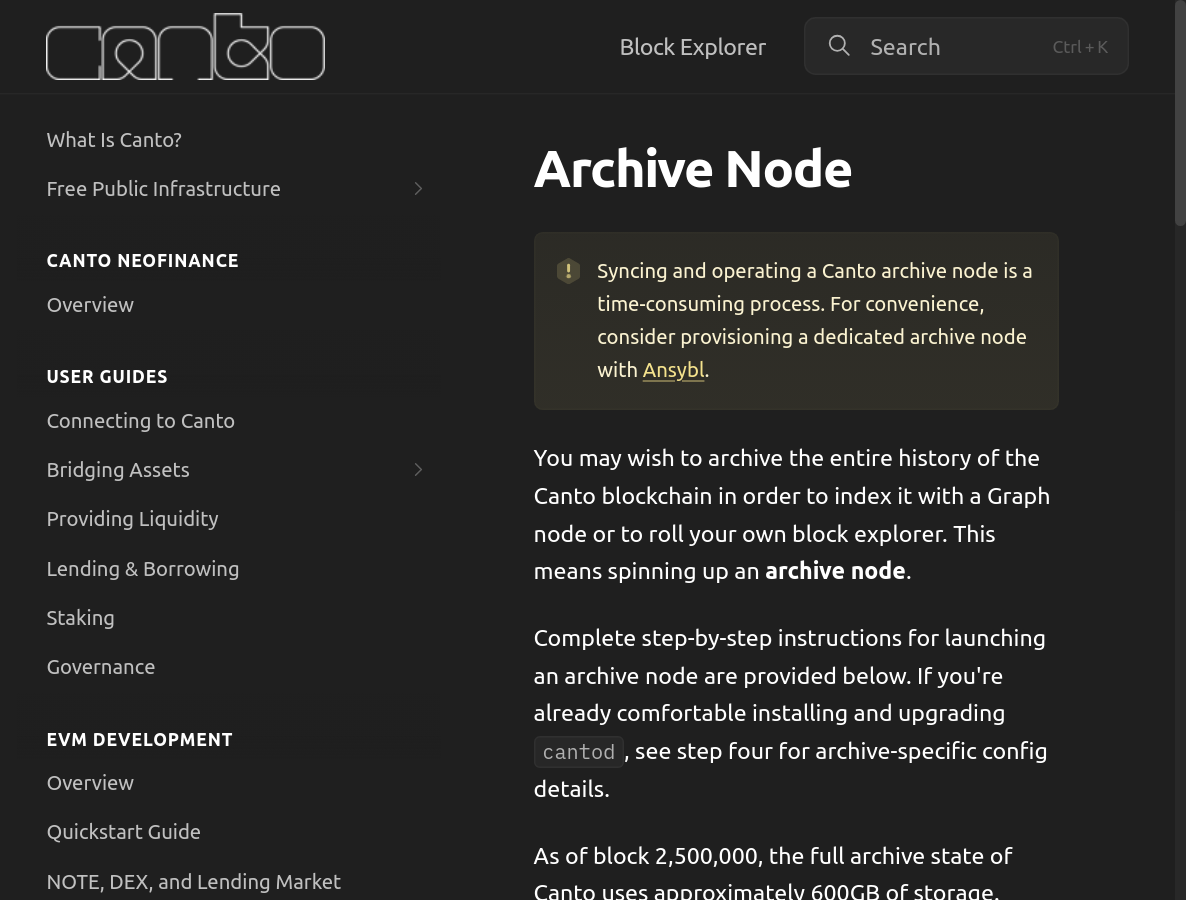 canto
Block Explorer
Search
Ctrl + K
What Is Canto?
Free Public Infrastructure
CANTO NEOFINANCE
Overview
USER GUIDES
Connecting to Canto
Bridging Assets
Providing Liquidity
Lending & Borrowing
Staking
Governance
EVM DEVELOPMENT
Overview
Quickstart Guide
NOTE, DEX, and Lending Market
Archive Node
Syncing and operating a Canto archive node is a
time-consuming process. For convenience,
consider provisioning a dedicated archive node
with Ansybl.
You may wish to archive the entire history of the
Canto blockchain in order to index it with a Graph
node or to roll your own block explorer. This
means spinning up an archive node.
Complete step-by-step instructions for launching
an archive node are provided below. If you're
already comfortable installing and upgrading
cantod, see step four for archive-specific config
details.
As of block 2,500,000, the full archive state of
Canto uses approximately 600GB of storage.